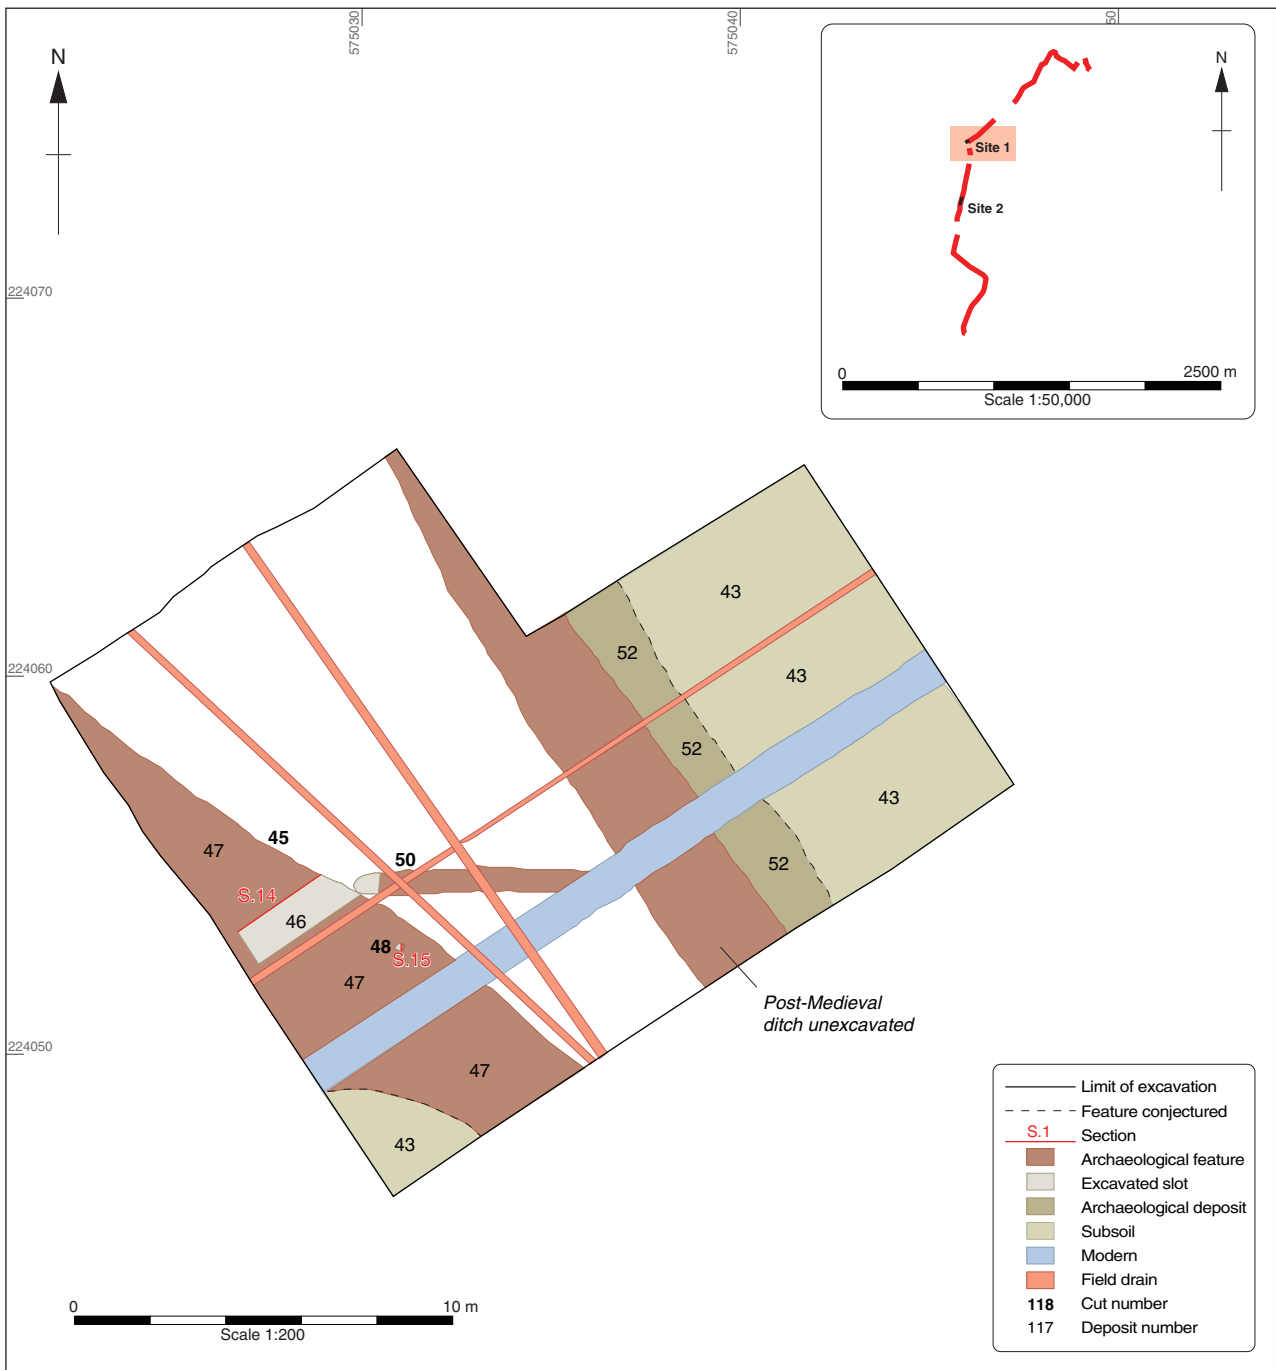 575030
575040
50
N
N
Site 1
Site 2
224070
0
2500 m
Scale 1:50,000
43
52
224060
43
52
43
45
47
50
52
S.14
46
48
S.15
47
Post-Medieval
ditch unexcavated
224050
47
43
Limit of excavation
Feature conjectured
S.1
Section
Archaeological feature
Excavated slot
Archaeological deposit
Subsoil
Modern
Field drain
118
Cut number
117
Deposit number
0
10 m
Scale 1:200